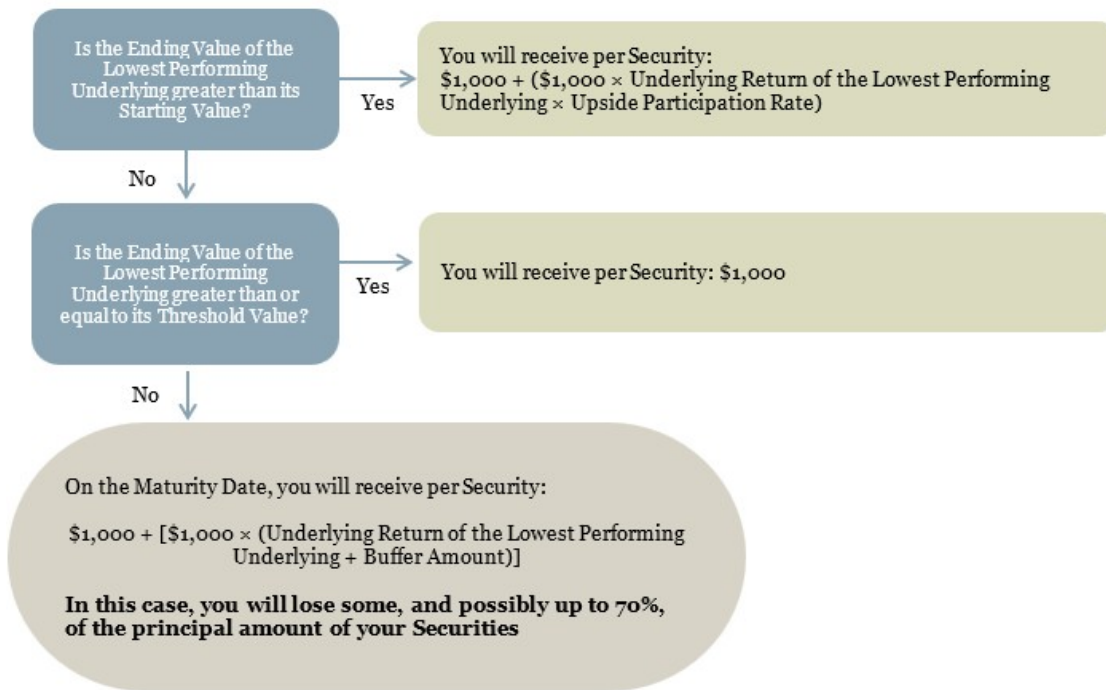 Is the Ending Value of the
Lowest Performing
Underlying greater than its
Starting Value?
Yes
You will receive per Security:
$1,000 + ($1,000 × Underlying Return of the Lowest Performing
Underlying × Upside Participation Rate)
No
Is the Ending Value of the
Lowest Performing
Underlying greater than or
equal to its Threshold Value?
Yes
You will receive per Security: $1,000
No
On the Maturity Date, you will receive per Security:
$1,000 + [$1,000 × (Underlying Return of the Lowest Performing
Underlying + Buffer Amount)]
In this case, you will lose some, and possibly up to 70%,
of the principal amount of your Securities